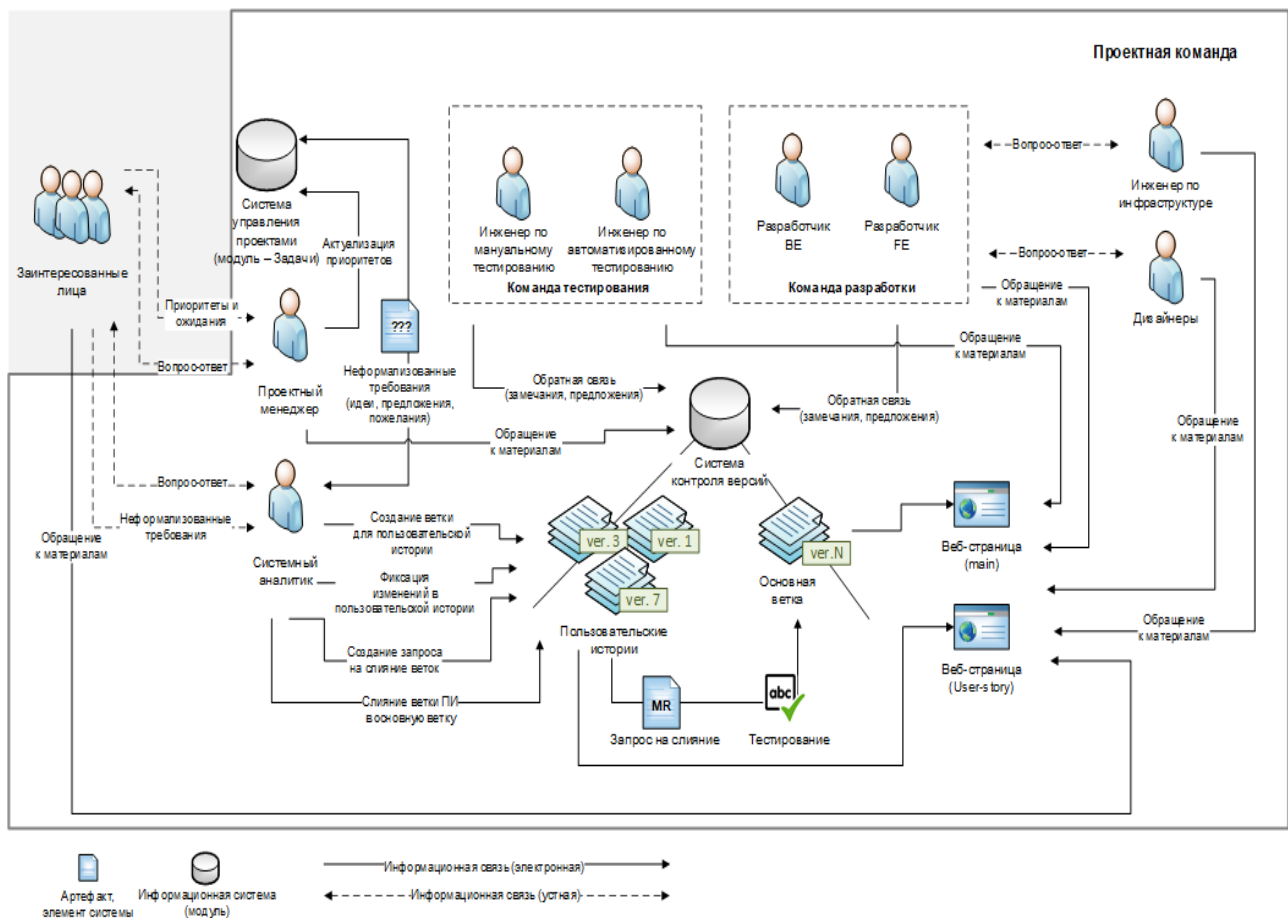 Проектная команда
Заинтересованные
лица
Система
управления
проектами
(модуль – Задачи)
Актуализация
приоритетов
Инженер по
мануальному
тестированию
Инженер по
автоматизированному
тестированию
Команда тестирования
Разработчик
BE
Разработчик
FE
Команда разработки
Вопрос-ответ
Инженер по
инфраструктуре
Вопрос-ответ
Дизайнеры
Обращение
к материалам
Приоритеты и
ожидания
Вопрос-ответ
Проектный
менеджер
???
Неформализованные
требования
(идеи, предложения,
пожелания)
Обратная связь
(замечания, предложения)
Обратная связь
(замечания, предложения)
Обращение
к материалам
Обращение
к материалам
Обращение
к материалам
Система
контроля версий
Вопрос-ответ
Неформализованные
требования
Системный
аналитик
Обращение
к материалам
Создание ветки
для пользовательской
истории
Фиксация
изменений в
пользовательской истории
Создание запроса
на слияние веток
Слияние ветки ПИ
в основную ветку
ver. 3
ver. 1
ver. 7
Пользовательские
истории
ver.N
Основная
ветка
Веб-страница
(main)
Обращение
к материалам
Веб-страница
(User-story)
MR
Запрос на слияние
abc
Тестирование
Артефакт,
элемент системы
Информационная система
(модуль)
Информационная связь (электронная)
Информационная связь (устная)